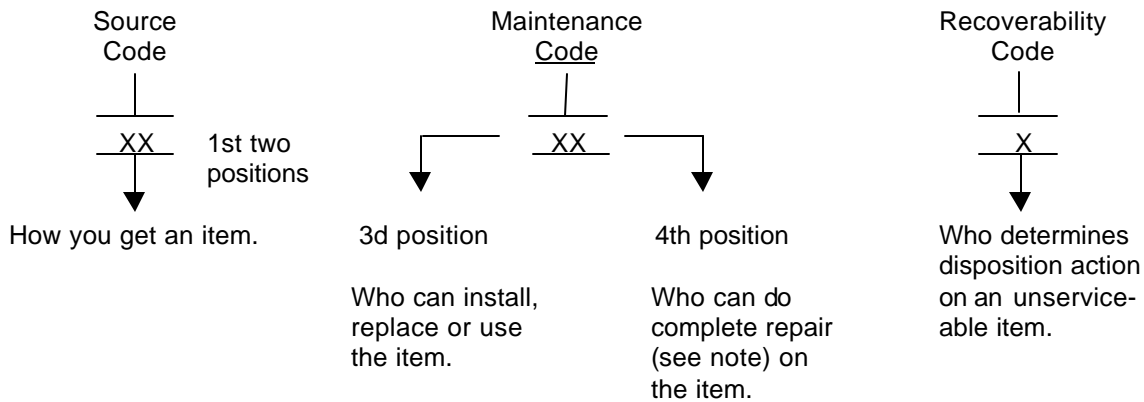 Source
Code
XX
1st two
positions
How you get an item.
Maintenance
Code
XX
3d position
Who can install,
replace or use
the item.
4th position
Who can do
complete repair
(see note) on
the item.
Recoverability
Code
X
Who determines
disposition action
on an unservice-
able item.